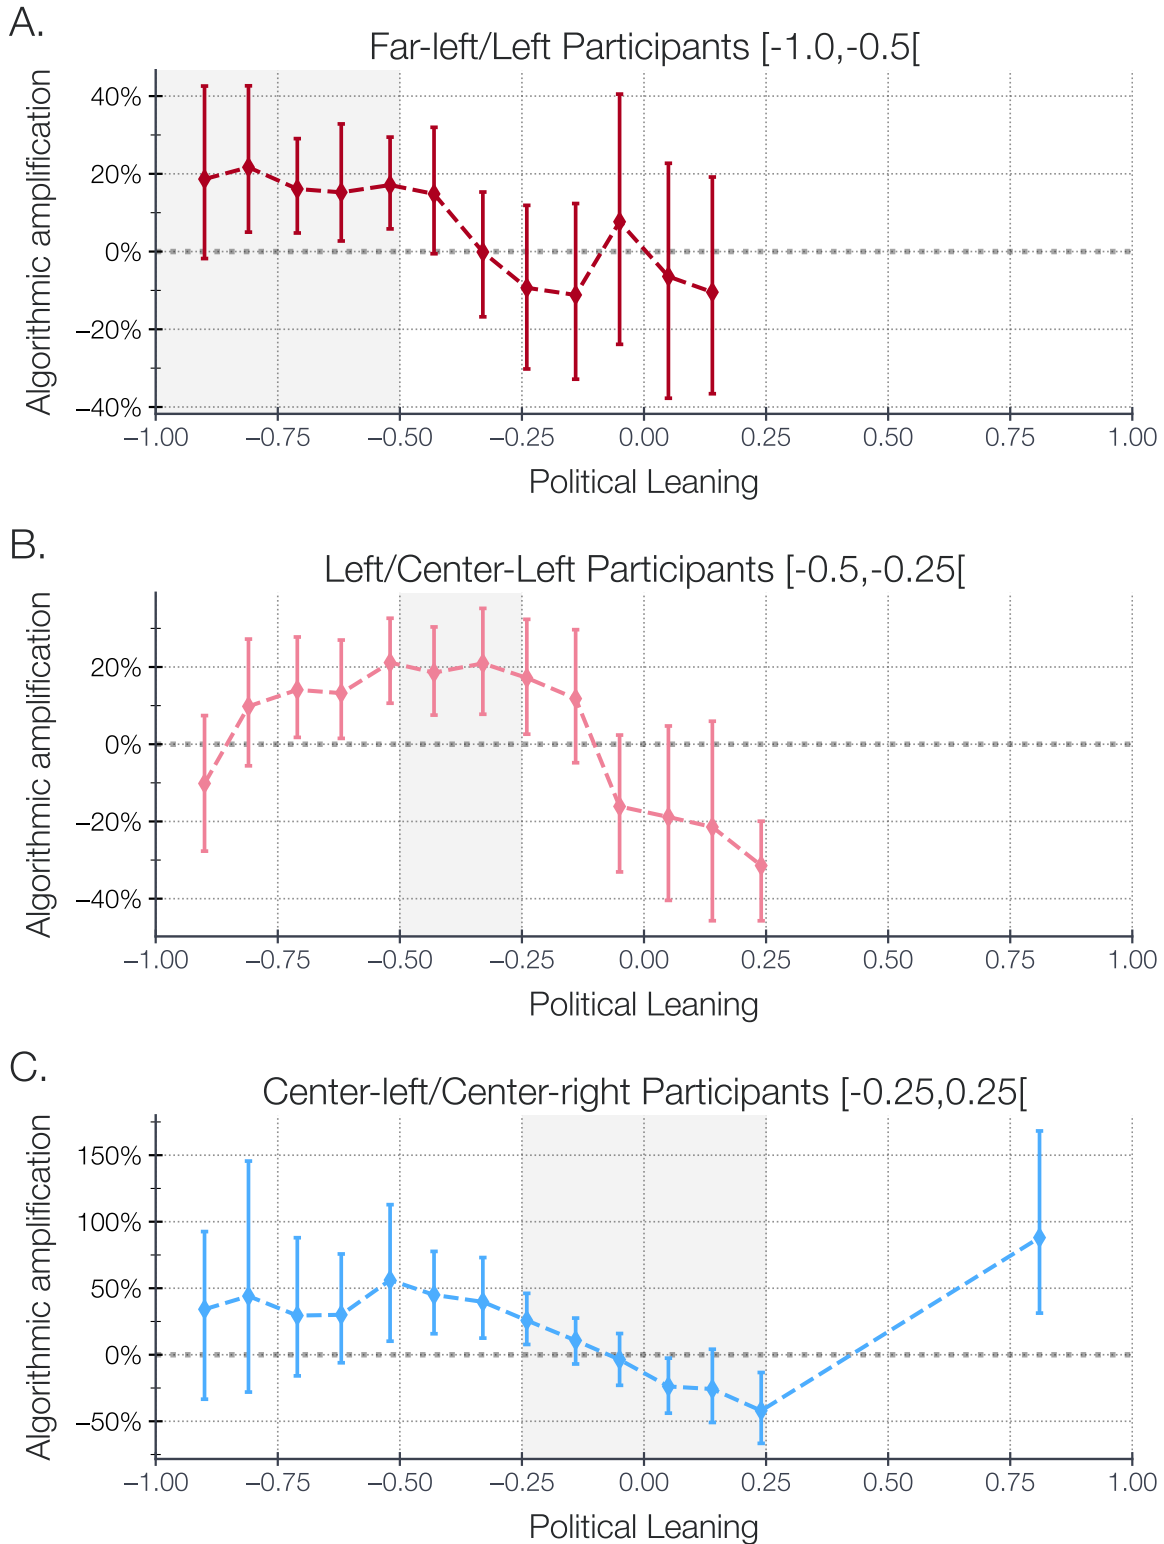 A.
Far-left/Left Participants [-1.0,-0.5[
Algorithmic amplification
40%
20%
0%
−20%
−40%
−1.00 −0.75 −0.50 −0.25 0.00 0.25 0.50 0.75 1.00
Political Leaning
B.
Left/Center-Left Participants [-0.5,-0.25[
Algorithmic amplification
20%
0%
−20%
−40%
−1.00 −0.75 −0.50 −0.25 0.00 0.25 0.50 0.75 1.00
Political Leaning
C.
Center-left/Center-right Participants [-0.25,0.25[
Algorithmic amplification
150%
100%
50%
0%
−50%
−1.00 −0.75 −0.50 −0.25 0.00 0.25 0.50 0.75 1.00
Political Leaning